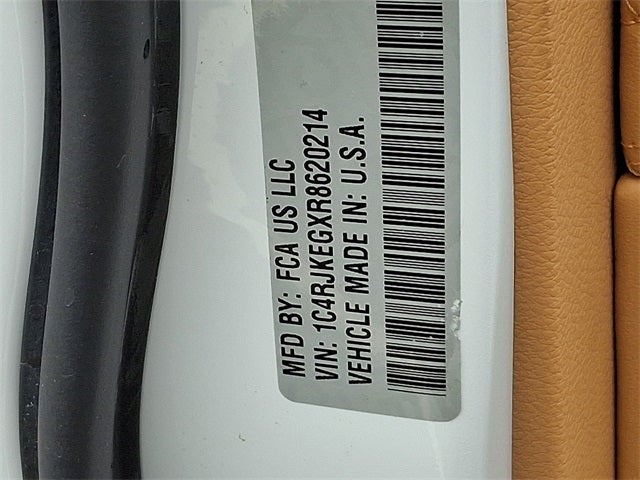 MFD BY: FCA US LLC
VIN: 1C4RJKEGXR8620214
VEHICLE MADE IN: U.S.A.